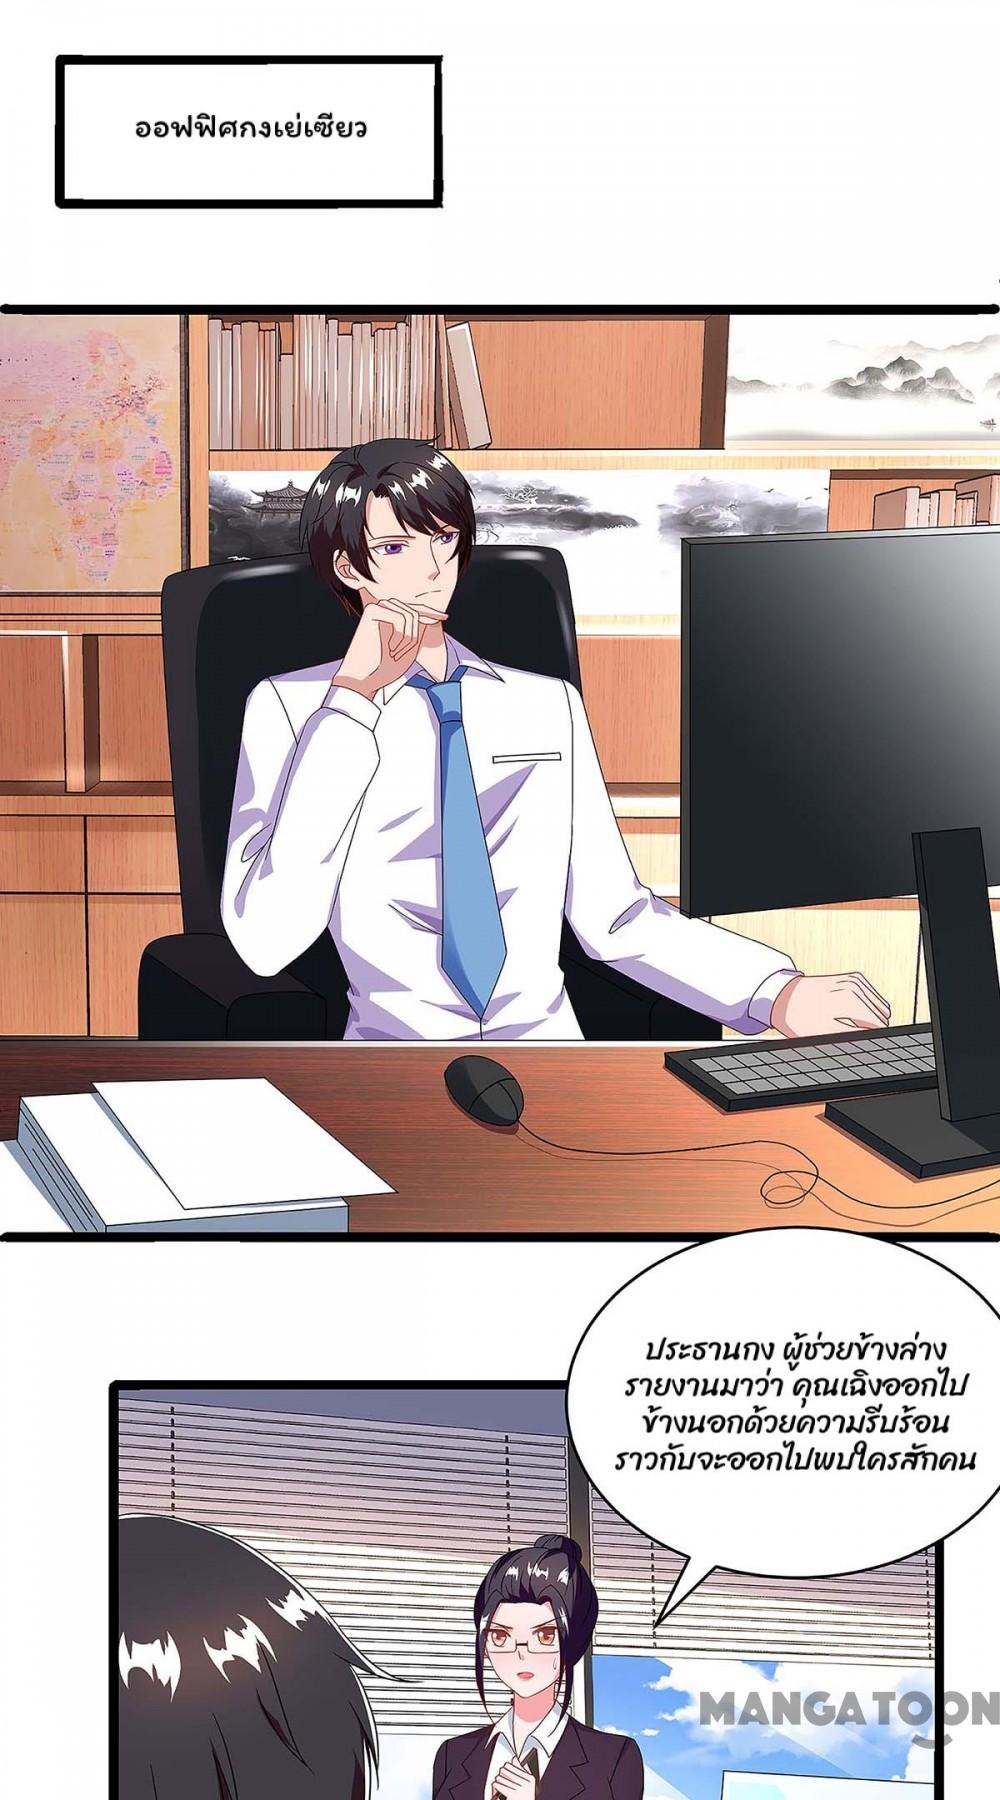 ออฟฟิศกงเย่เซียว
ประธานกง ผู้ช่วยข้างล่าง
รายงานมาว่า คุณเฉิงออกไป
ข้างนอกด้วยความรีบร้อน
ราวกับจะออกไปพบใครสักคน
MANGATOON